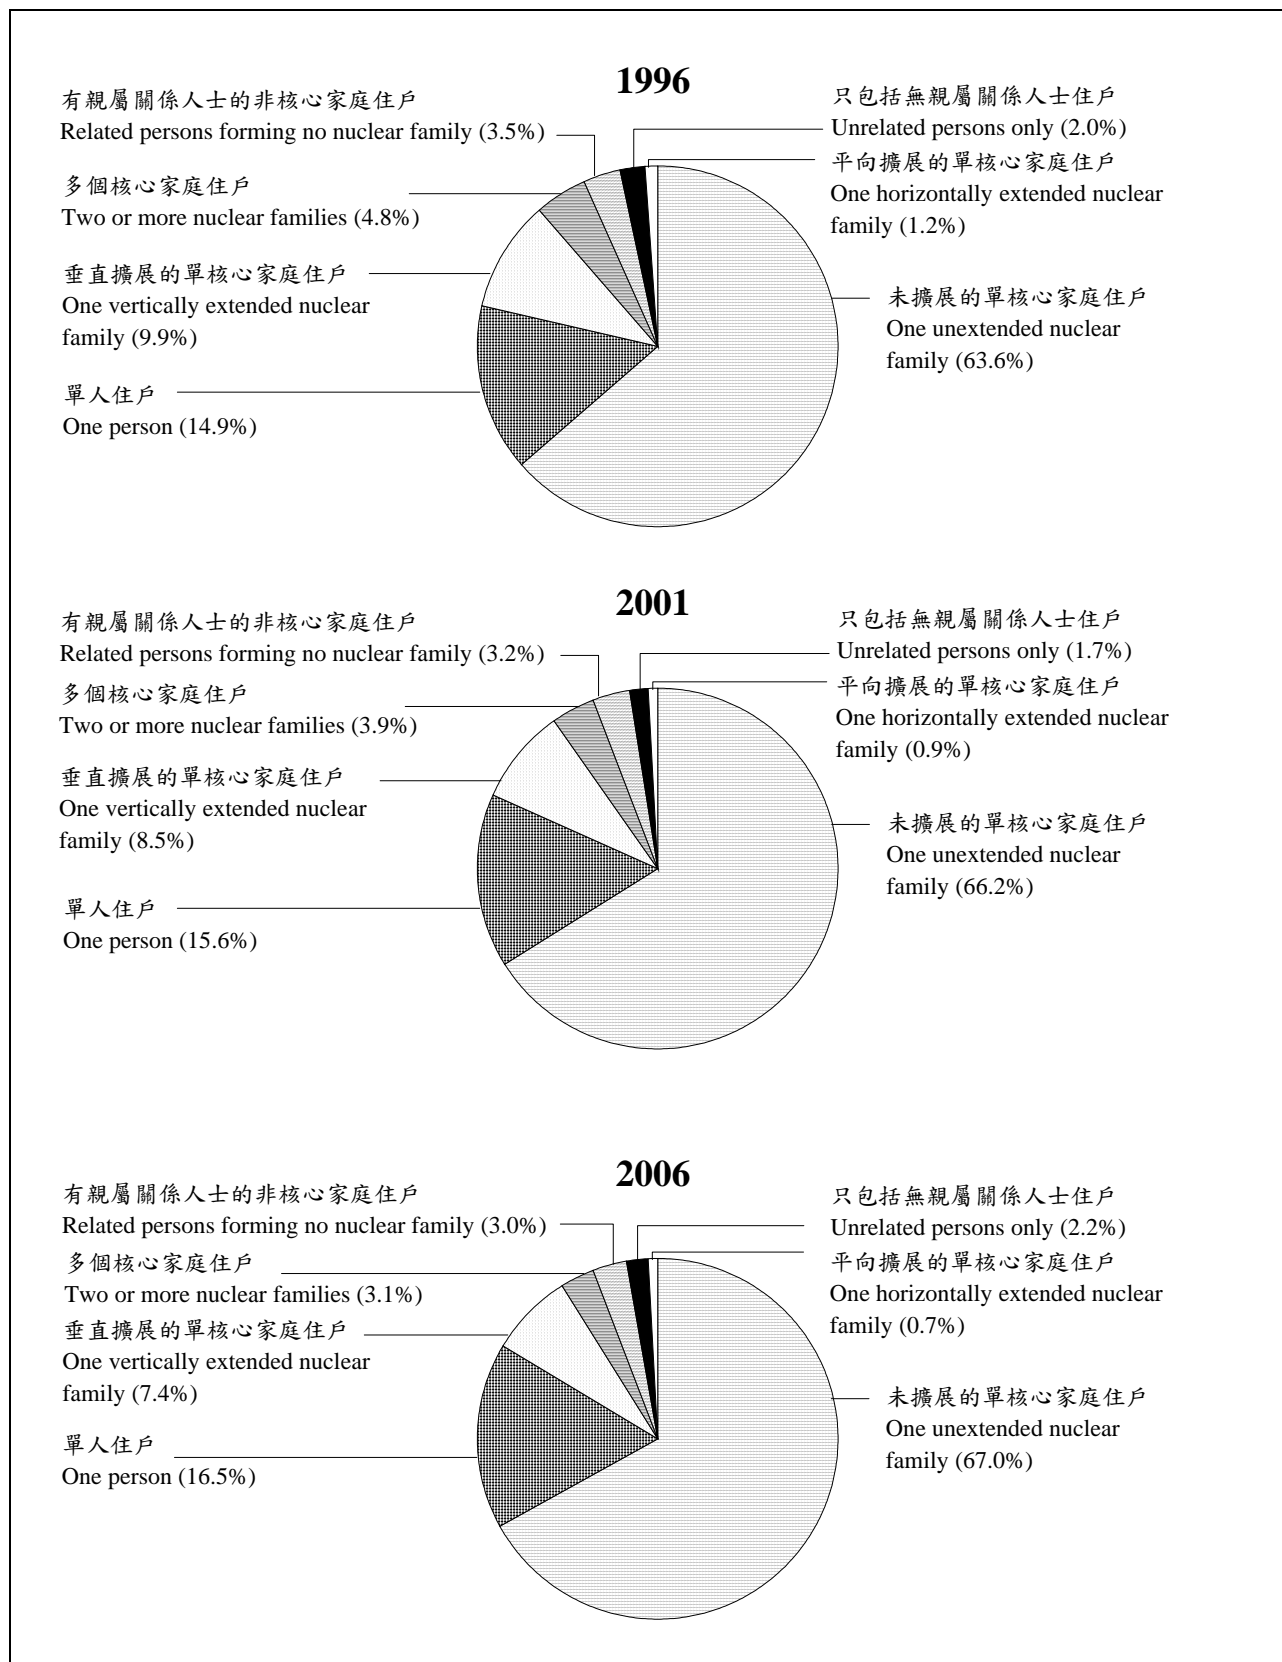 1996
有親屬關係人士的非核心家庭住戶
Related persons forming no nuclear family (3.5%)
多個核心家庭住戶
Two or more nuclear families (4.8%)
垂直擴展的單核心家庭住戶
One vertically extended nuclear
family (9.9%)
單人住戶
One person (14.9%)
只包括無親屬關係人士住戶
Unrelated persons only (2.0%)
平向擴展的單核心家庭住戶
One horizontally extended nuclear
family (1.2%)
未擴展的單核心家庭住戶
One unextended nuclear
family (63.6%)
2001
有親屬關係人士的非核心家庭住戶
Related persons forming no nuclear family (3.2%)
多個核心家庭住戶
Two or more nuclear families (3.9%)
垂直擴展的單核心家庭住戶
One vertically extended nuclear
family (8.5%)
單人住戶
One person (15.6%)
只包括無親屬關係人士住戶
Unrelated persons only (1.7%)
平向擴展的單核心家庭住戶
One horizontally extended nuclear
family (0.9%)
未擴展的單核心家庭住戶
One unextended nuclear
family (66.2%)
2006
有親屬關係人士的非核心家庭住戶
Related persons forming no nuclear family (3.0%)
多個核心家庭住戶
Two or more nuclear families (3.1%)
垂直擴展的單核心家庭住戶
One vertically extended nuclear
family (7.4%)
單人住戶
One person (16.5%)
只包括無親屬關係人士住戶
Unrelated persons only (2.2%)
平向擴展的單核心家庭住戶
One horizontally extended nuclear
family (0.7%)
未擴展的單核心家庭住戶
One unextended nuclear
family (67.0%)